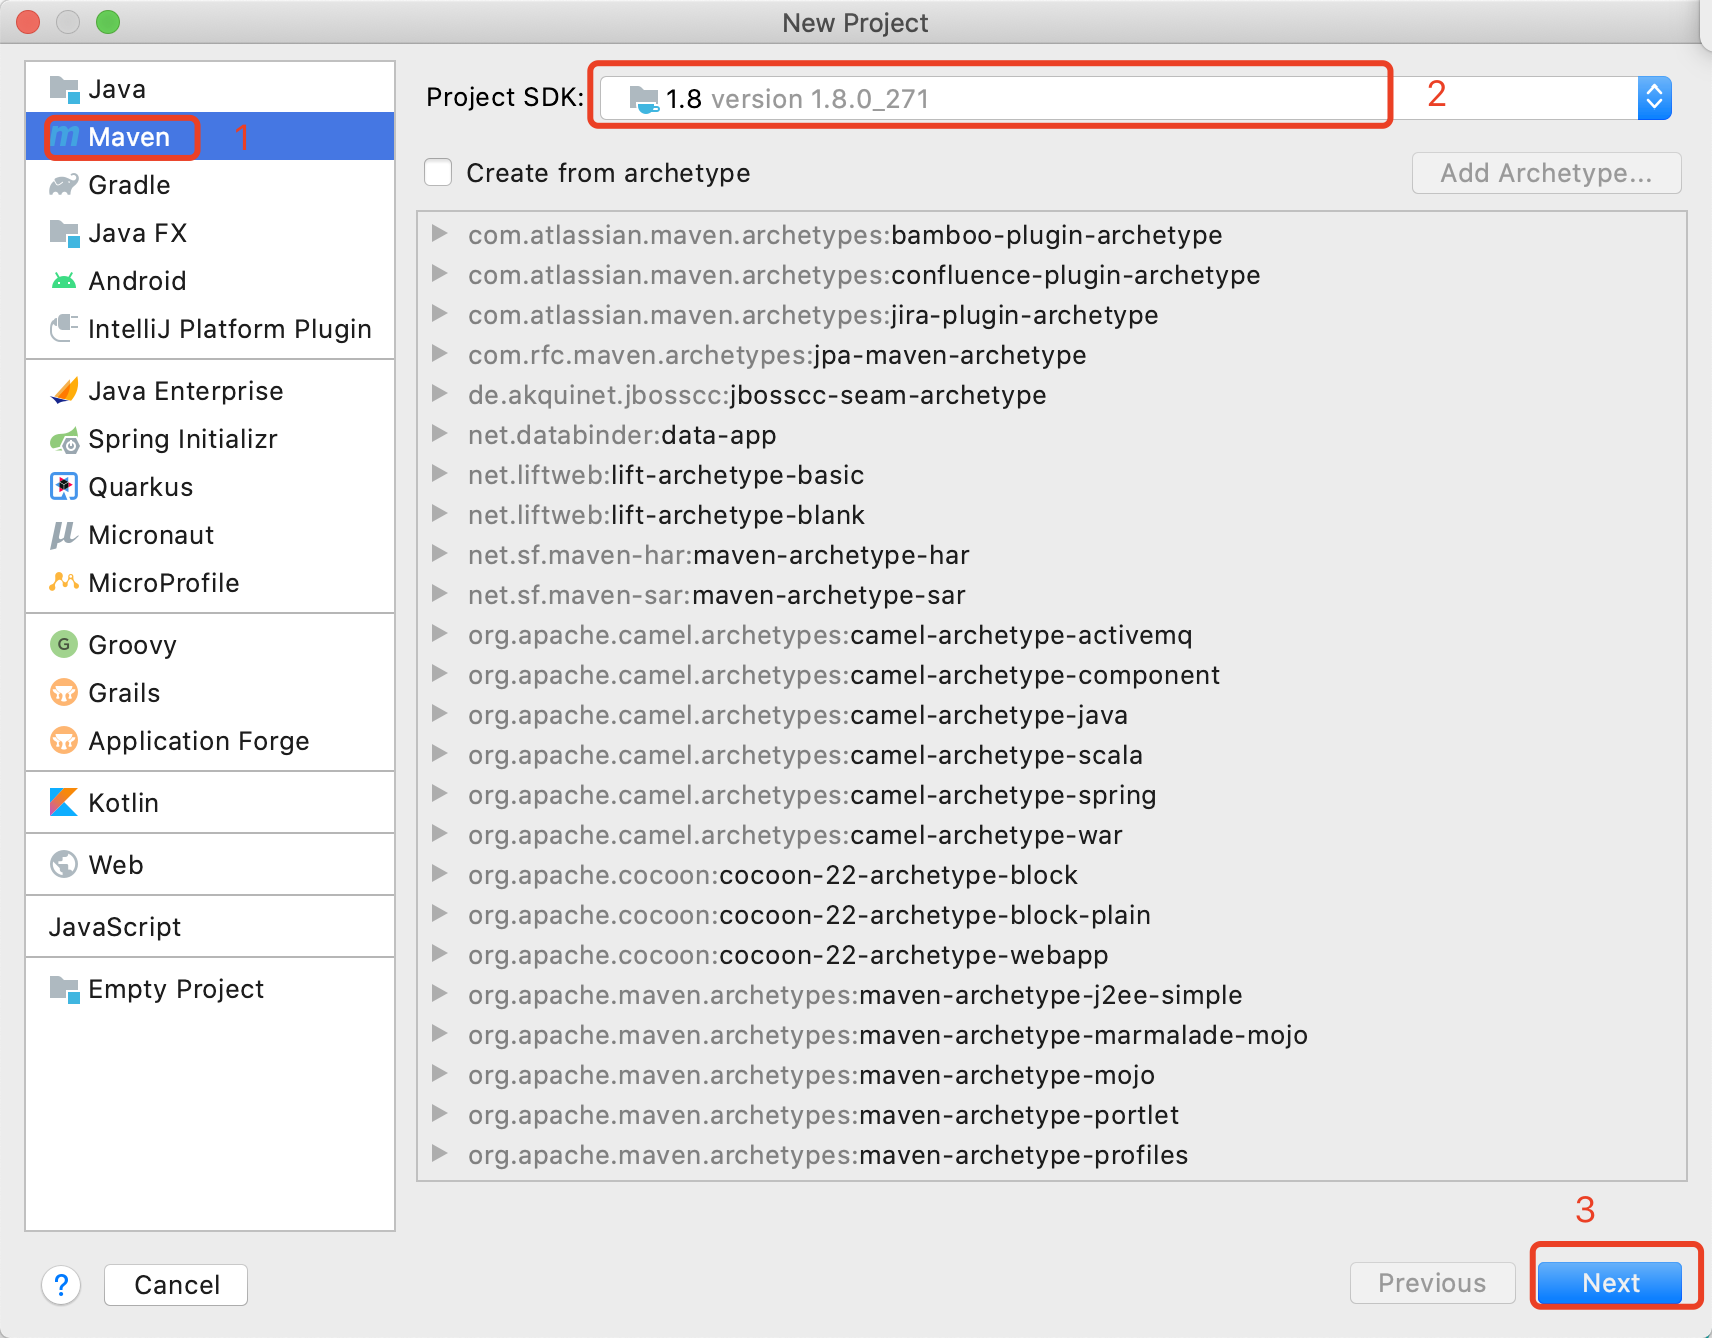 New Project
Java
Maven 1
Gradle
Java FX
Android
IntelliJ Platform Plugin
Java Enterprise
Spring Initializr
Quarkus
Micronaut
MicroProfile
G Groovy
Grails
Application Forge
Kotlin
Web
JavaScript
Empty Project
Project SDK: 1.8 version 1.8.0_271 2
Create from archetype
Add Archetype...
com.atlassian.maven.archetypes:bamboo-plugin-archetype
com.atlassian.maven.archetypes:confluence-plugin-archetype
com.atlassian.maven.archetypes:jira-plugin-archetype
com.rfc.maven.archetypes:jpa-maven-archetype
de.akquinet.jbosscc:jbosscc-seam-archetype
net.databinder:data-app
net.liftweb:lift-archetype-basic
net.liftweb:lift-archetype-blank
net.sf.maven-har:maven-archetype-har
net.sf.maven-sar:maven-archetype-sar
org.apache.camel.archetypes:camel-archetype-activemq
org.apache.camel.archetypes:camel-archetype-component
org.apache.camel.archetypes:camel-archetype-java
org.apache.camel.archetypes:camel-archetype-scala
org.apache.camel.archetypes:camel-archetype-spring
org.apache.camel.archetypes:camel-archetype-war
org.apache.cocoon:cocoon-22-archetype-block
org.apache.cocoon:cocoon-22-archetype-block-plain
org.apache.cocoon:cocoon-22-archetype-webapp
org.apache.maven.archetypes:maven-archetype-j2ee-simple
org.apache.maven.archetypes:maven-archetype-marmalade-mojo
org.apache.maven.archetypes:maven-archetype-mojo
org.apache.maven.archetypes:maven-archetype-portlet
org.apache.maven.archetypes:maven-archetype-profiles
3
? Cancel
Previous
Next